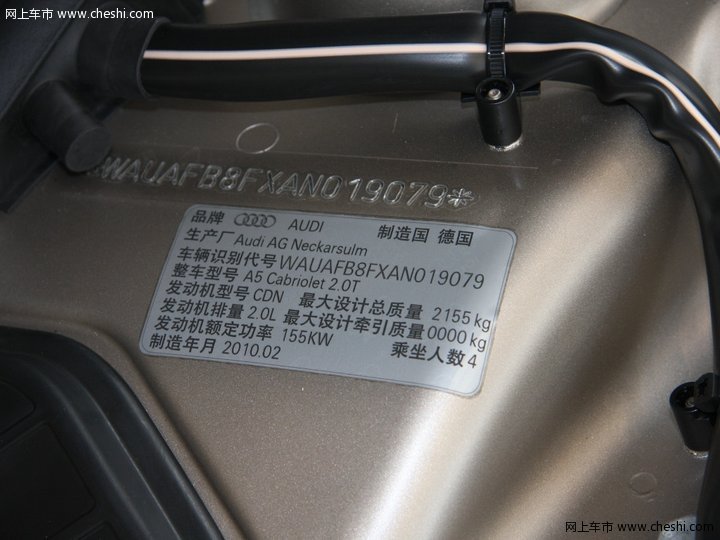 网上车市 www.cheshi.com
*WAUAFB8FXAN019079*
品牌 AUDI 制造国 德国
生产厂 Audi AG Neckarsulm
车辆识别代号 WAUAFB8FXAN019079
整车型号 A5 Cabriolet 2.0T
发动机型号 CDN 最大设计总质量 2155 kg
发动机排量 2.0L 最大设计牵引质量 0000 kg
发动机额定功率 155KW 乘坐人数 4
制造年月 2010.02
网上车市 www.cheshi.com